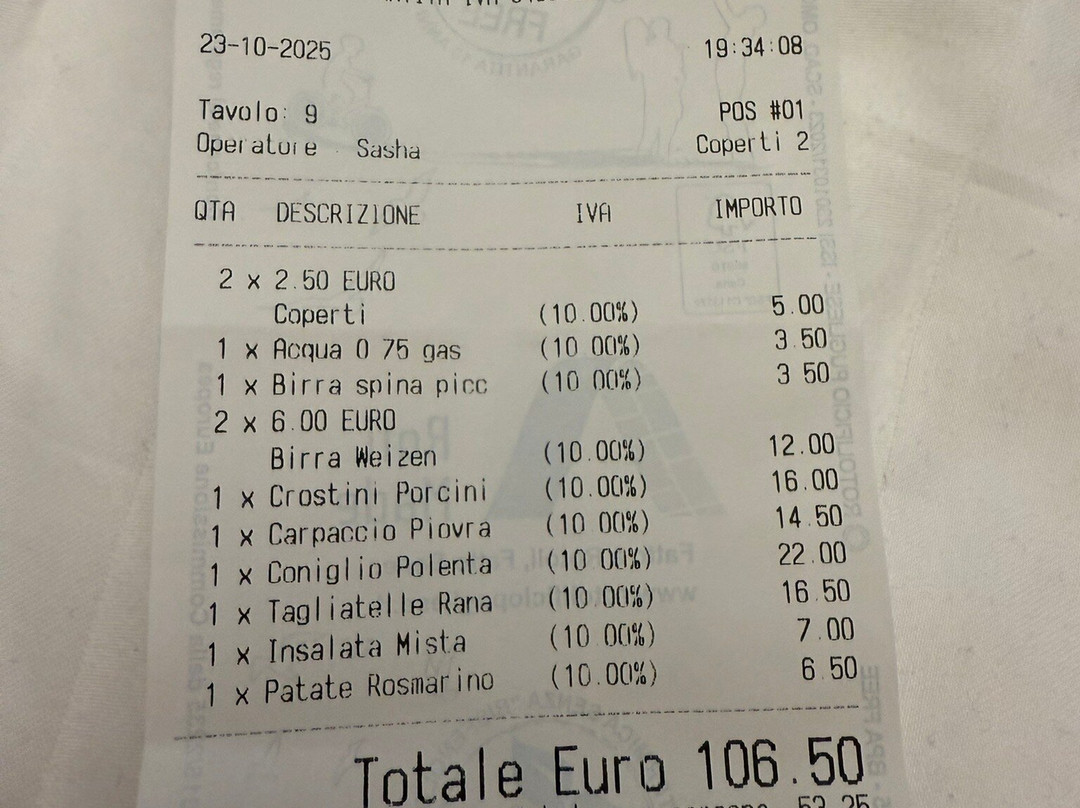 23-10-2025 19:34:08
Tavolo: 9 POS #01
Operatore Sasha Coperti 2
QTA DESCRIZIONE IVA IMPORTO
2 x 2.50 EURO
Coperti (10.00%) 5.00
1 x Acqua 0 75 gas (10 00%) 3.50
1 x Birra spina picc (10 00%) 3 50
2 x 6.00 EURO
Birra Weizen (10.00%) 12.00
1 x Crostini Porcini (10.00%) 16.00
1 x Carpaccio Piovra (10 00%) 14.50
1 x Coniglio Polenta (10 00%) 22.00
1 x Tagliatelle Rana (10 00%) 16.50
1 x Insalata Mista (10 00%) 7.00
1 x Patate Rosmarino (10.00%) 6.50
Totale Euro 106.50
53.25